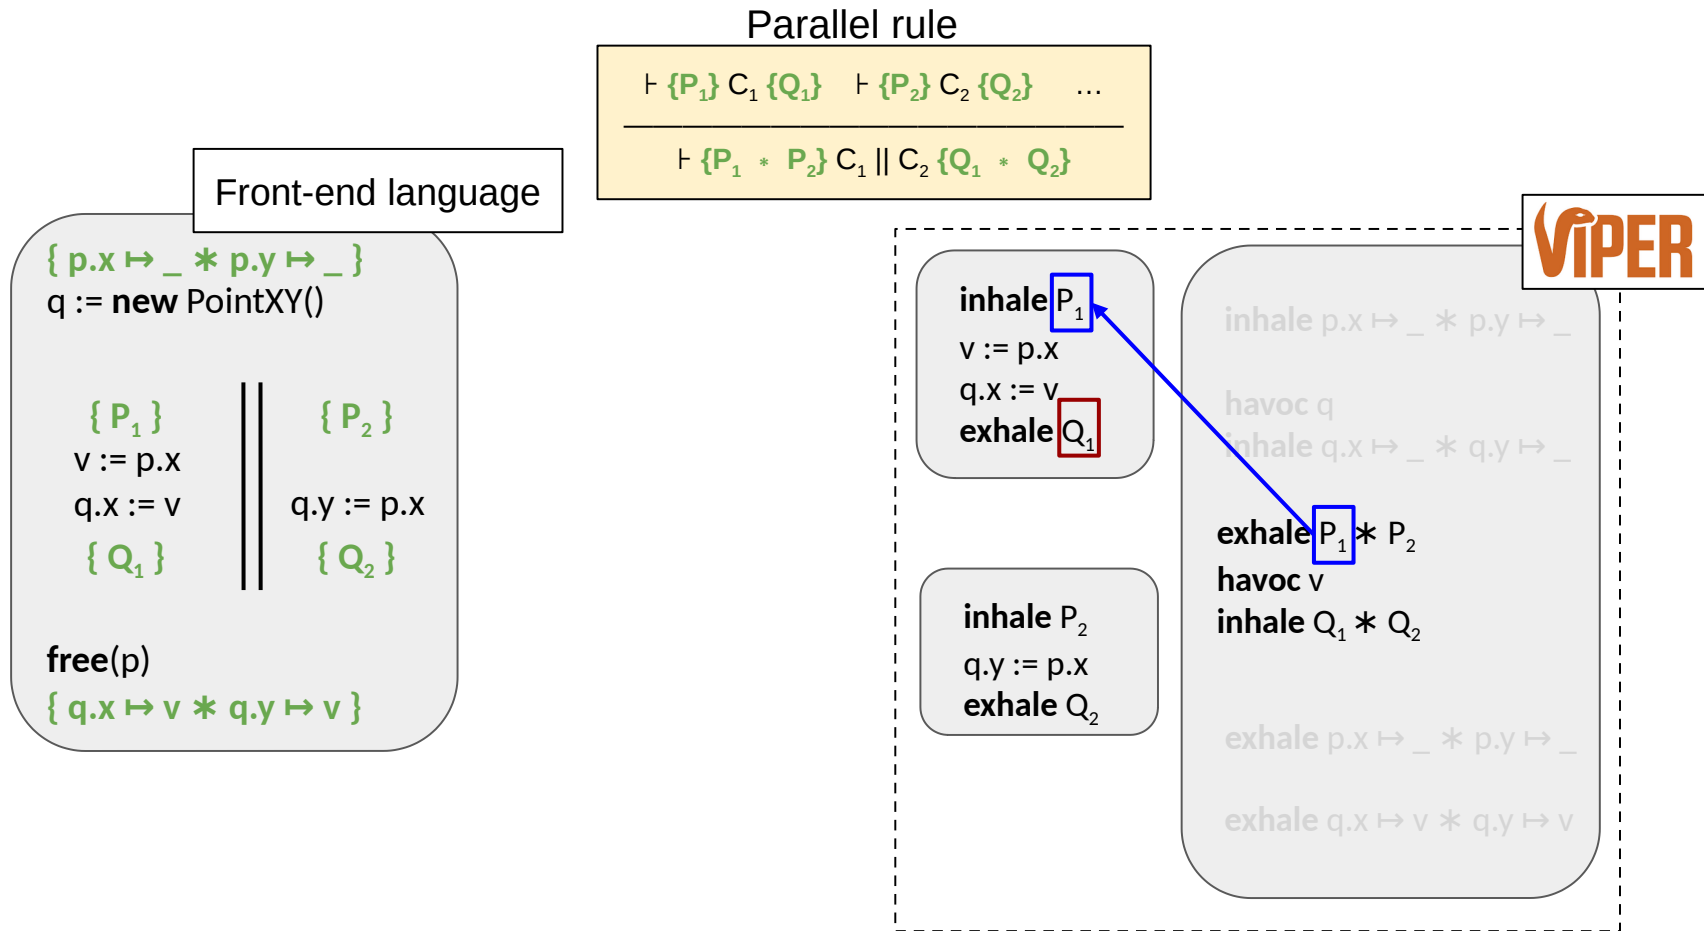 Parallel rule
⊦ {P₁} C₁ {Q₁} ⊦ {P₂} C₂ {Q₂} …
⊦ {P₁ * P₂} C₁ || C₂ {Q₁ * Q₂}
Front-end language
{ p.x ↦ _ ∗ p.y ↦ _ }
q := new PointXY()
{ P₁ } { P₂ }
v := p.x
q.x := v q.y := p.x
{ Q₁ } { Q₂ }
free(p)
{ q.x ↦ v ∗ q.y ↦ v }
VIPER
inhale P₁
v := p.x
q.x := v
exhale Q₁
inhale P₂
q.y := p.x
exhale Q₂
inhale p.x ↦ _ ∗ p.y ↦ _
havoc q
inhale q.x ↦ _ ∗ q.y ↦ _
exhale P₁ ∗ P₂
havoc v
inhale Q₁ ∗ Q₂
exhale p.x ↦ _ ∗ p.y ↦ _
exhale q.x ↦ v ∗ q.y ↦ v